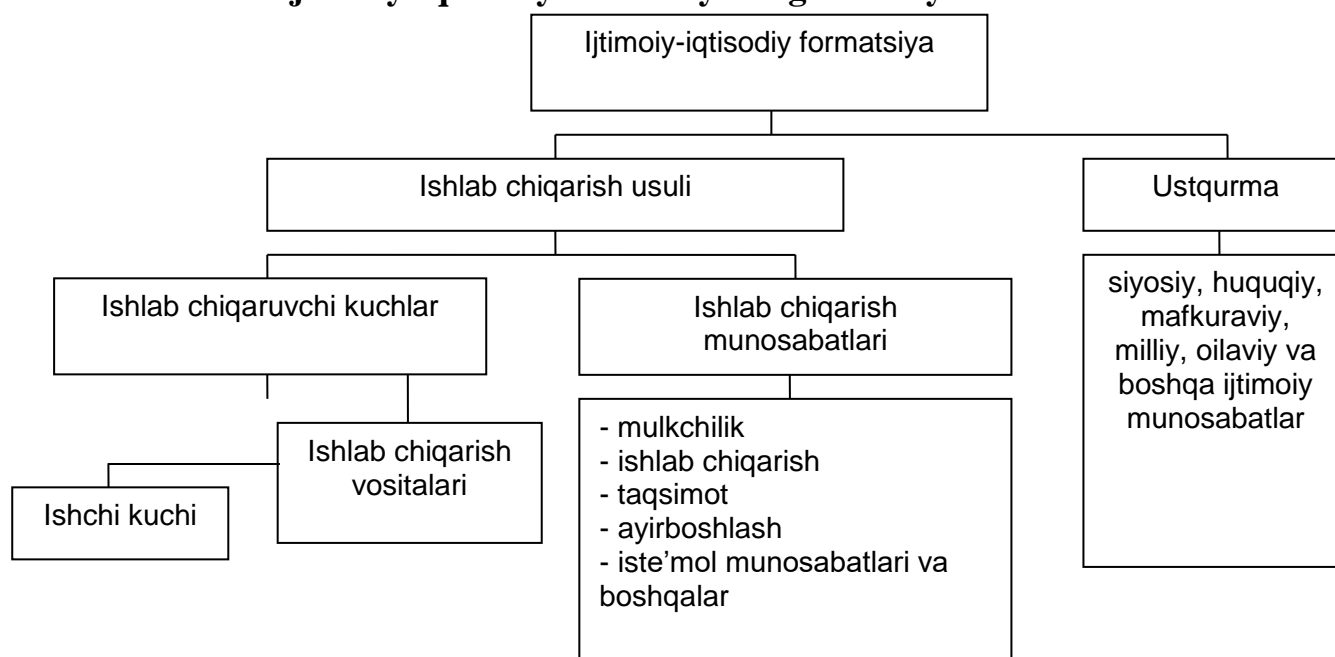 Ijtimoiy-iqtisodiy formatsiya
Ishlab chiqarish usuli
Ustqurma
Ishlab chiqaruvchi kuchlar
Ishlab chiqarish
munosabatlari
siyosiy, huquqiy,
mafkuraviy,
milliy, oilaviy va
boshqa ijtimoiy
munosabatlar
Ishlab chiqarish
vositalari
Ishchi kuchi
- mulkchilik
- ishlab chiqarish
- taqsimot
- ayirboshlash
- iste’mol munosabatlari va
boshqalar